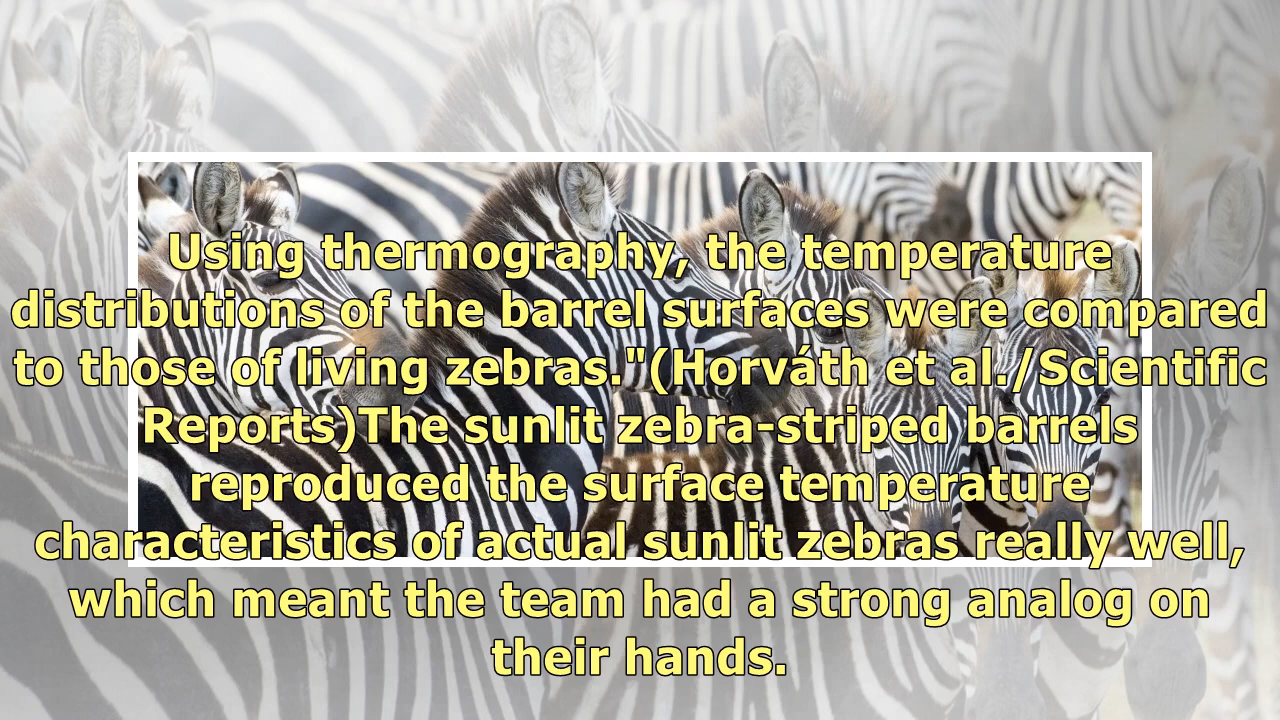 Using thermography, the temperature
distributions of the barrel surfaces were compared
to those of living zebras."(Horváth et al./Scientific
Reports)The sunlit zebra-striped barrels
reproduced the surface temperature
characteristics of actual sunlit zebras really well,
which meant the team had a strong analog on
their hands.